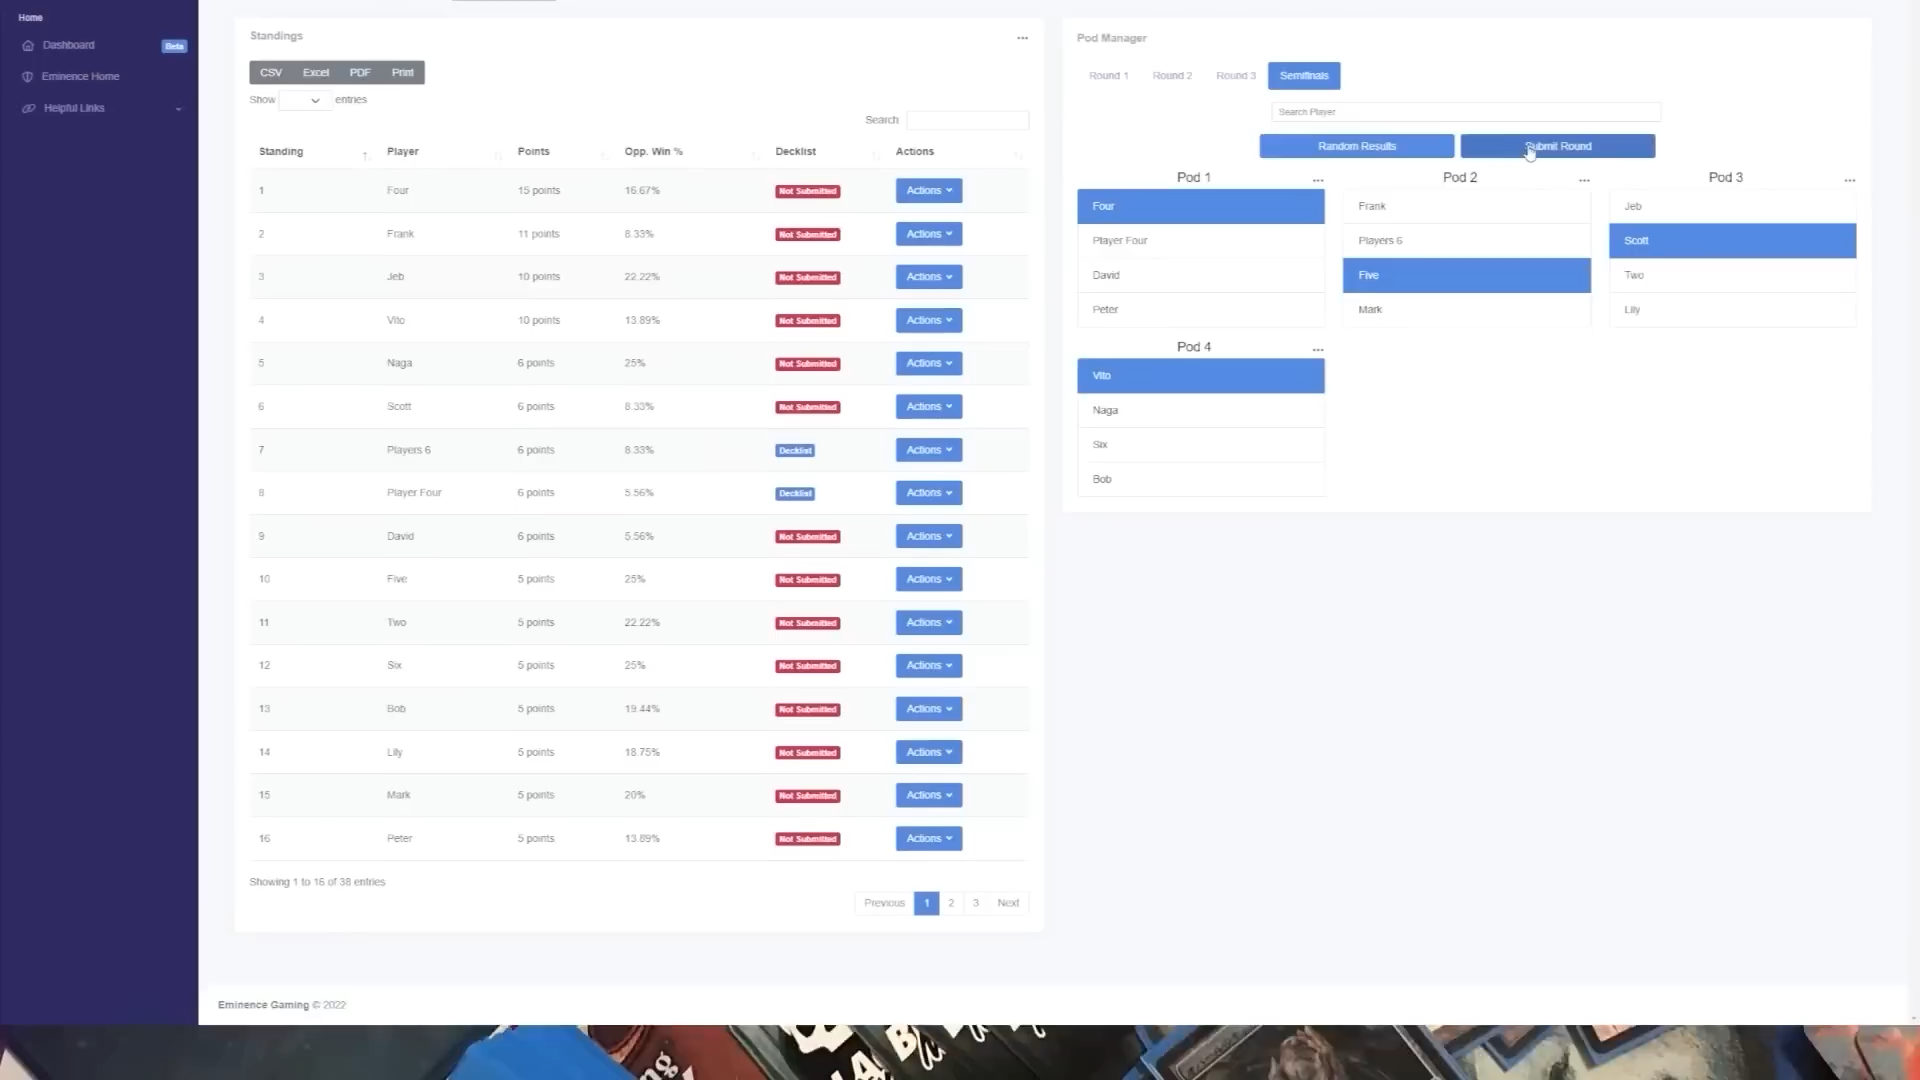 Home
Dashboard Beta
Eminence Home
Helpful Links
Standings
CSV Excel PDF Print
Show entries
Search
Standing Player Points Opp. Win % Decklist Actions
1 Four 15 points 16.67% Not Submitted Actions
2 Frank 11 points 8.33% Not Submitted Actions
3 Jeb 10 points 22.22% Not Submitted Actions
4 Vito 10 points 13.89% Not Submitted Actions
5 Naga 6 points 25% Not Submitted Actions
6 Scott 6 points 8.33% Not Submitted Actions
7 Players 6 6 points 8.33% Decklist Actions
8 Player Four 6 points 5.56% Decklist Actions
9 David 6 points 5.56% Not Submitted Actions
10 Five 5 points 25% Not Submitted Actions
11 Two 5 points 22.22% Not Submitted Actions
12 Six 5 points 25% Not Submitted Actions
13 Bob 5 points 19.44% Not Submitted Actions
14 Lily 5 points 18.75% Not Submitted Actions
15 Mark 5 points 20% Not Submitted Actions
16 Peter 5 points 13.89% Not Submitted Actions
Showing 1 to 16 of 38 entries
Previous 1 2 3 Next
Pod Manager
Round 1 Round 2 Round 3 Semifinals
Search Player
Random Results Submit Round
Pod 1
Four
Player Four
David
Peter
Pod 2
Frank
Players 6
Five
Mark
Pod 3
Jeb
Scott
Two
Lily
Pod 4
Vito
Naga
Six
Bob
Eminence Gaming © 2022